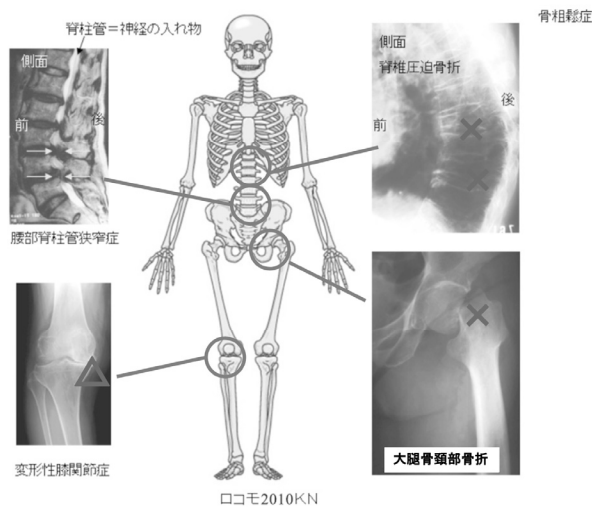 骨粗鬆症
脊柱管＝神経の入れ物
側面
前
後
腰部脊柱管狭窄症
側面
脊椎圧迫骨折
前
後
変形性膝関節症
大腿骨頸部骨折
ロコモ2010KN